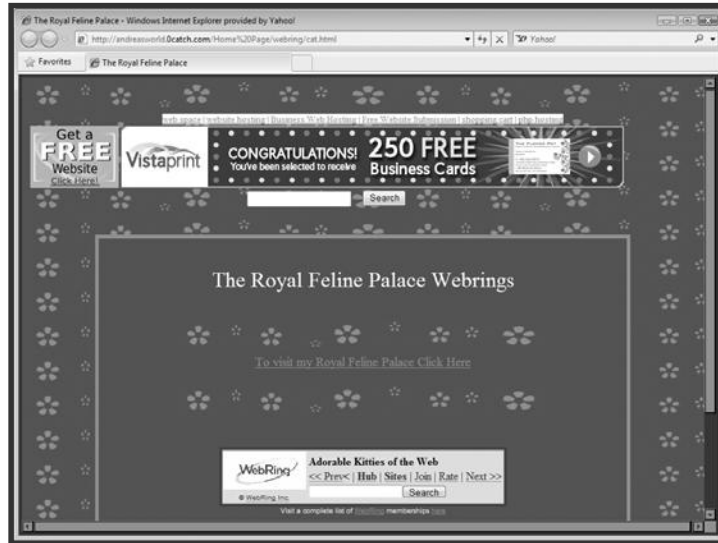 The Royal Feline Palace - Windows Internet Explorer provided by Yahoo!
http://andreasworld.0catch.com/Home%20Page/webring/cat.html
Yahoo!
Favorites
The Royal Feline Palace
web space | website hosting | Business Web Hosting | Free Website Submission | shopping cart | php hosting
Get a
FREE
Website
Click Here!
Vistaprint
CONGRATULATIONS!
You've been selected to receive
250 FREE
Business Cards
Search
The Royal Feline Palace Webrings
To visit my Royal Feline Palace Click Here
WebRing
® WebRing Inc.
Adorable Kitties of the Web
<< Prev< | Hub | Sites | Join | Rate | Next >>
Search
Visit a complete list of WebRing memberships here